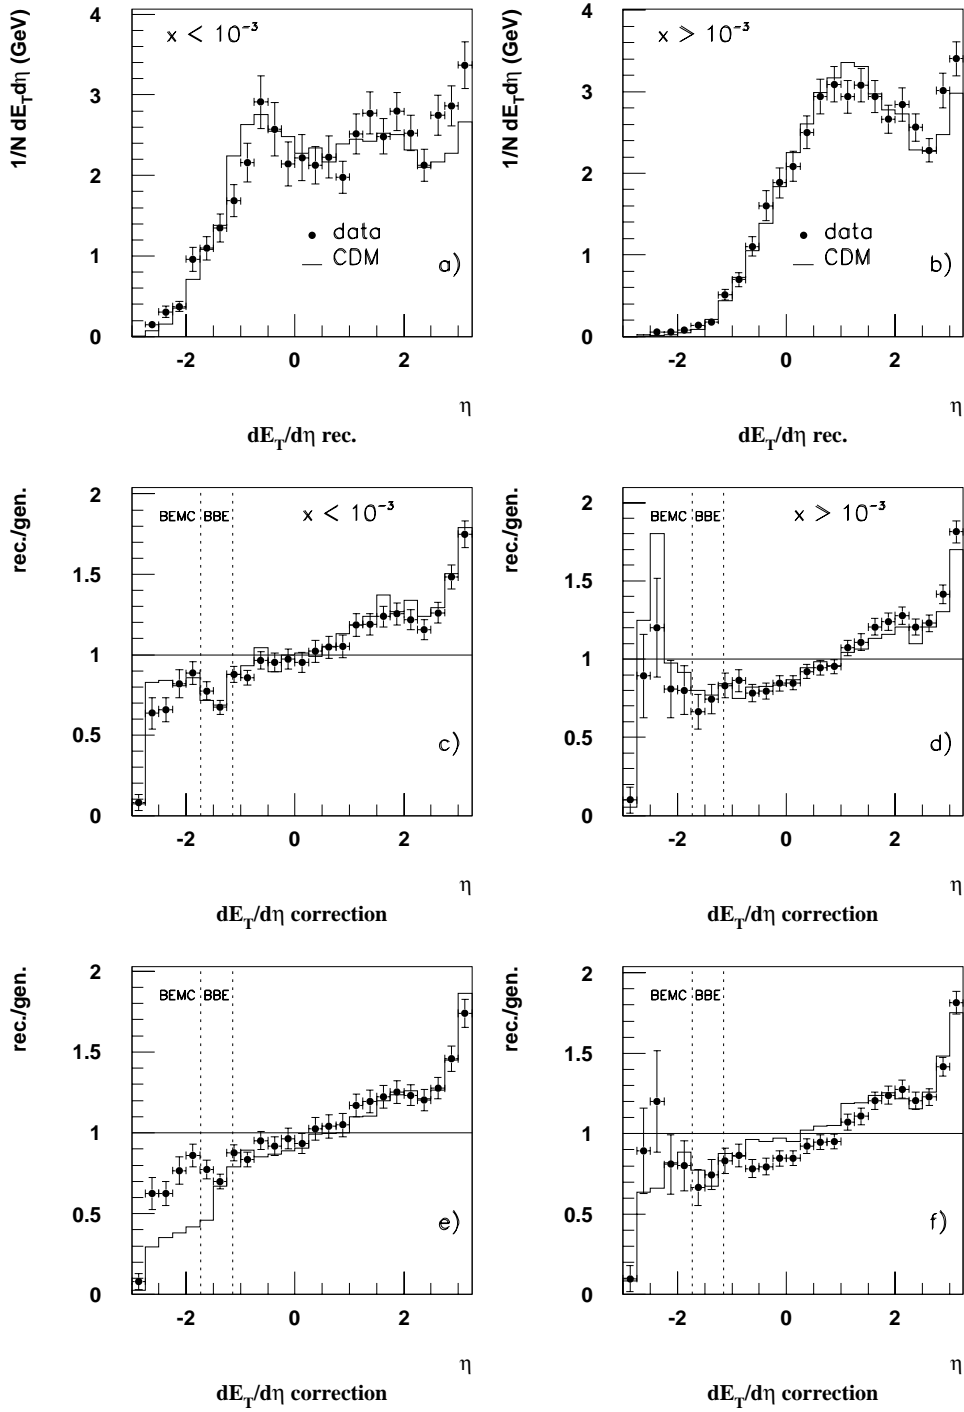 1/N dE_T dη (GeV)
x < 10⁻³
4
3
2
1
0
data
CDM
a)
-2 0 2
η
dE_T/dη rec.
1/N dE_T dη (GeV)
x > 10⁻³
4
3
2
1
0
data
CDM
b)
-2 0 2
η
dE_T/dη rec.
rec./gen.
2
1.5
1
0.5
0
BEMC BBE
x < 10⁻³
c)
-2 0 2
η
dE_T/dη correction
rec./gen.
2
1.5
1
0.5
0
BEMC BBE
x > 10⁻³
d)
-2 0 2
η
dE_T/dη correction
rec./gen.
2
1.5
1
0.5
0
BEMC BBE
e)
-2 0 2
η
dE_T/dη correction
rec./gen.
2
1.5
1
0.5
0
BEMC BBE
f)
-2 0 2
η
dE_T/dη correction